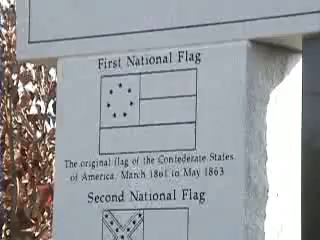 First National Flag
The original flag of the Confederate States
of America, March 1861 to May 1863
Second National Flag